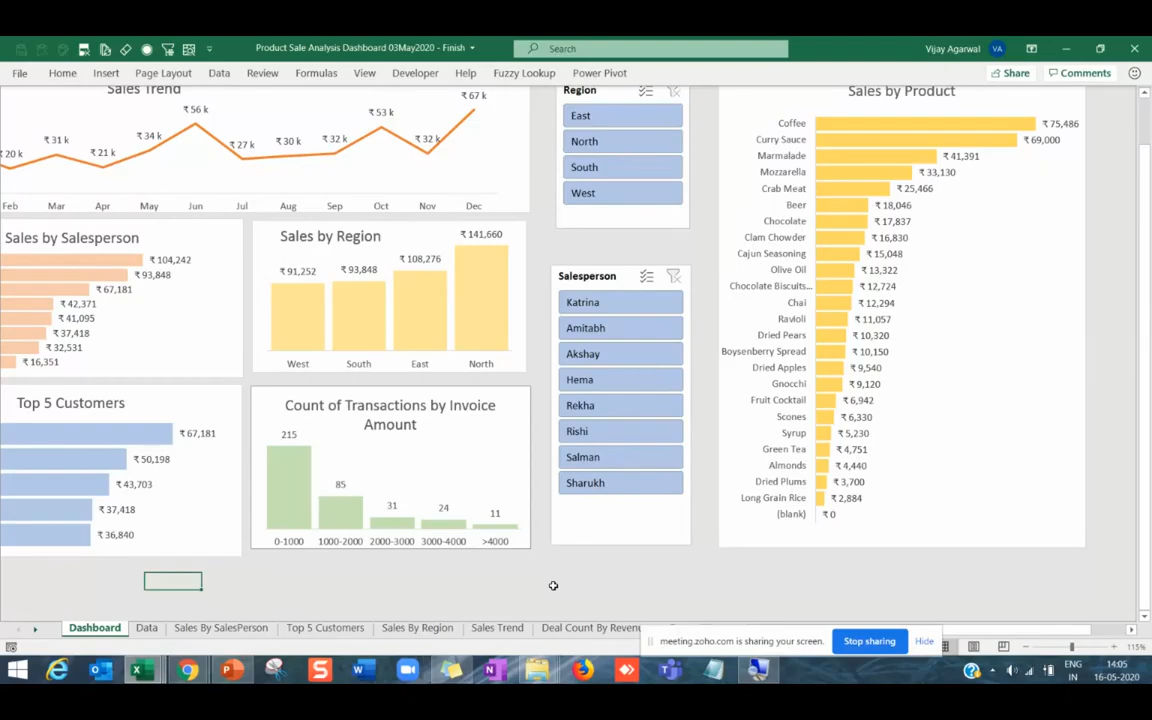 Product Sale Analysis Dashboard 03May2020 - Finish
Search
Vijay Agarwal
VA
File Home Insert Page Layout Data Review Formulas View Developer Help Fuzzy Lookup Power Pivot
Share
Comments
Sales Trend
₹20 k
₹31 k
₹21 k
₹34 k
₹56 k
₹27 k
₹30 k
₹32 k
₹53 k
₹32 k
₹67 k
Feb Mar Apr May Jun Jul Aug Sep Oct Nov Dec
Region
East
North
South
West
Sales by Product
Coffee ₹75,486
Curry Sauce ₹69,000
Marmalade ₹41,391
Mozzarella ₹33,130
Crab Meat ₹25,466
Beer ₹18,046
Chocolate ₹17,837
Clam Chowder ₹16,830
Cajun Seasoning ₹15,048
Olive Oil ₹13,322
Chocolate Biscuits... ₹12,724
Chai ₹12,294
Ravioli ₹11,057
Dried Pears ₹10,320
Boysenberry Spread ₹10,150
Dried Apples ₹9,540
Gnocchi ₹9,120
Fruit Cocktail ₹6,942
Scones ₹6,330
Syrup ₹5,230
Green Tea ₹4,751
Almonds ₹4,440
Dried Plums ₹3,700
Long Grain Rice ₹2,884
(blank) ₹0
Sales by Salesperson
₹104,242
₹93,848
₹67,181
₹42,371
₹41,095
₹37,418
₹32,531
₹16,351
Sales by Region
₹91,252
₹93,848
₹108,276
₹141,660
West South East North
Salesperson
Katrina
Amitabh
Akshay
Hema
Rekha
Rishi
Salman
Sharukh
Top 5 Customers
₹67,181
₹50,198
₹43,703
₹37,418
₹36,840
Count of Transactions by Invoice
Amount
215
85
31
24
11
0-1000 1000-2000 2000-3000 3000-4000 >4000
Dashboard Data Sales By SalesPerson Top 5 Customers Sales By Region Sales Trend Deal Count By Revenu
meeting.zoho.com is sharing your screen. Stop sharing Hide
115%
ENG
IN
14:05
16-05-2020